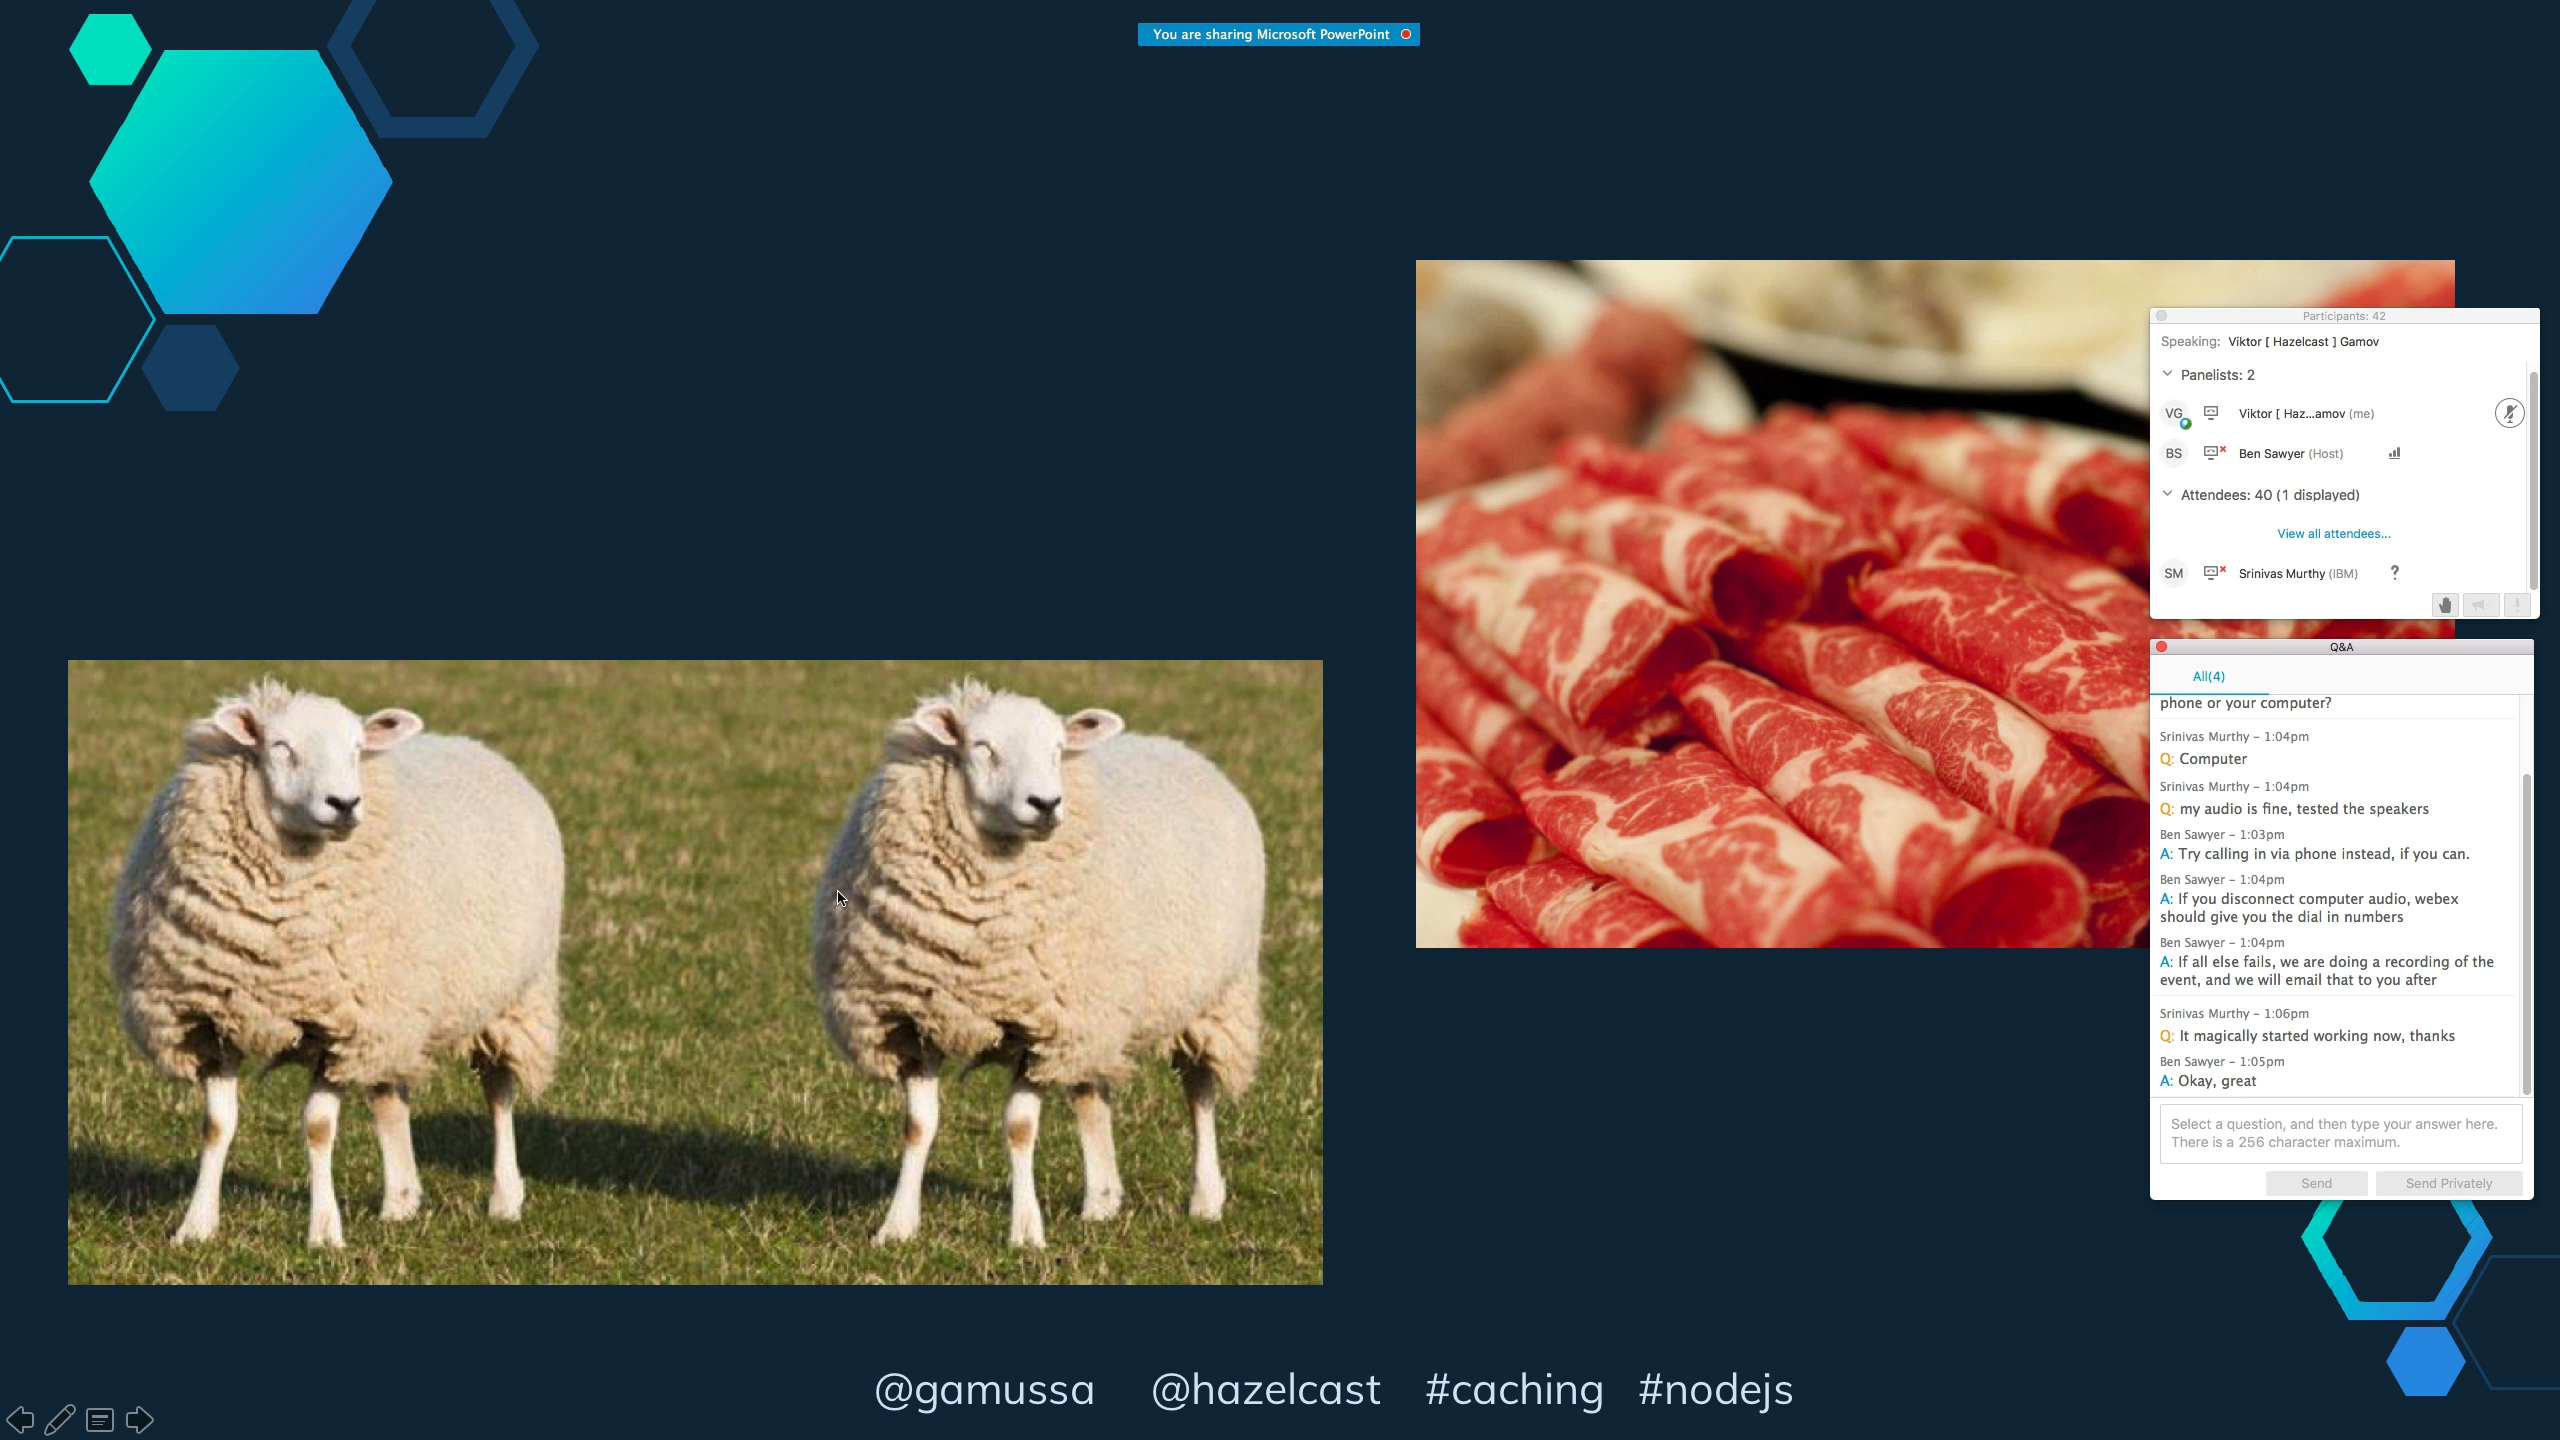 You are sharing Microsoft PowerPoint
Participants: 42
Speaking: Viktor [ Hazelcast ] Gamov
Panelists: 2
VG Viktor [ Haz...amov (me)
BS Ben Sawyer (Host)
Attendees: 40 (1 displayed)
View all attendees...
SM Srinivas Murthy (IBM) ?
Q&A
All(4)
phone or your computer?
Srinivas Murthy – 1:04pm
Q: Computer
Srinivas Murthy – 1:04pm
Q: my audio is fine, tested the speakers
Ben Sawyer – 1:03pm
A: Try calling in via phone instead, if you can.
Ben Sawyer – 1:04pm
A: If you disconnect computer audio, webex
should give you the dial in numbers
Ben Sawyer – 1:04pm
A: If all else fails, we are doing a recording of the
event, and we will email that to you after
Srinivas Murthy – 1:06pm
Q: It magically started working now, thanks
Ben Sawyer – 1:05pm
A: Okay, great
Select a question, and then type your answer here.
There is a 256 character maximum.
Send Send Privately
@gamussa @hazelcast #caching #nodejs